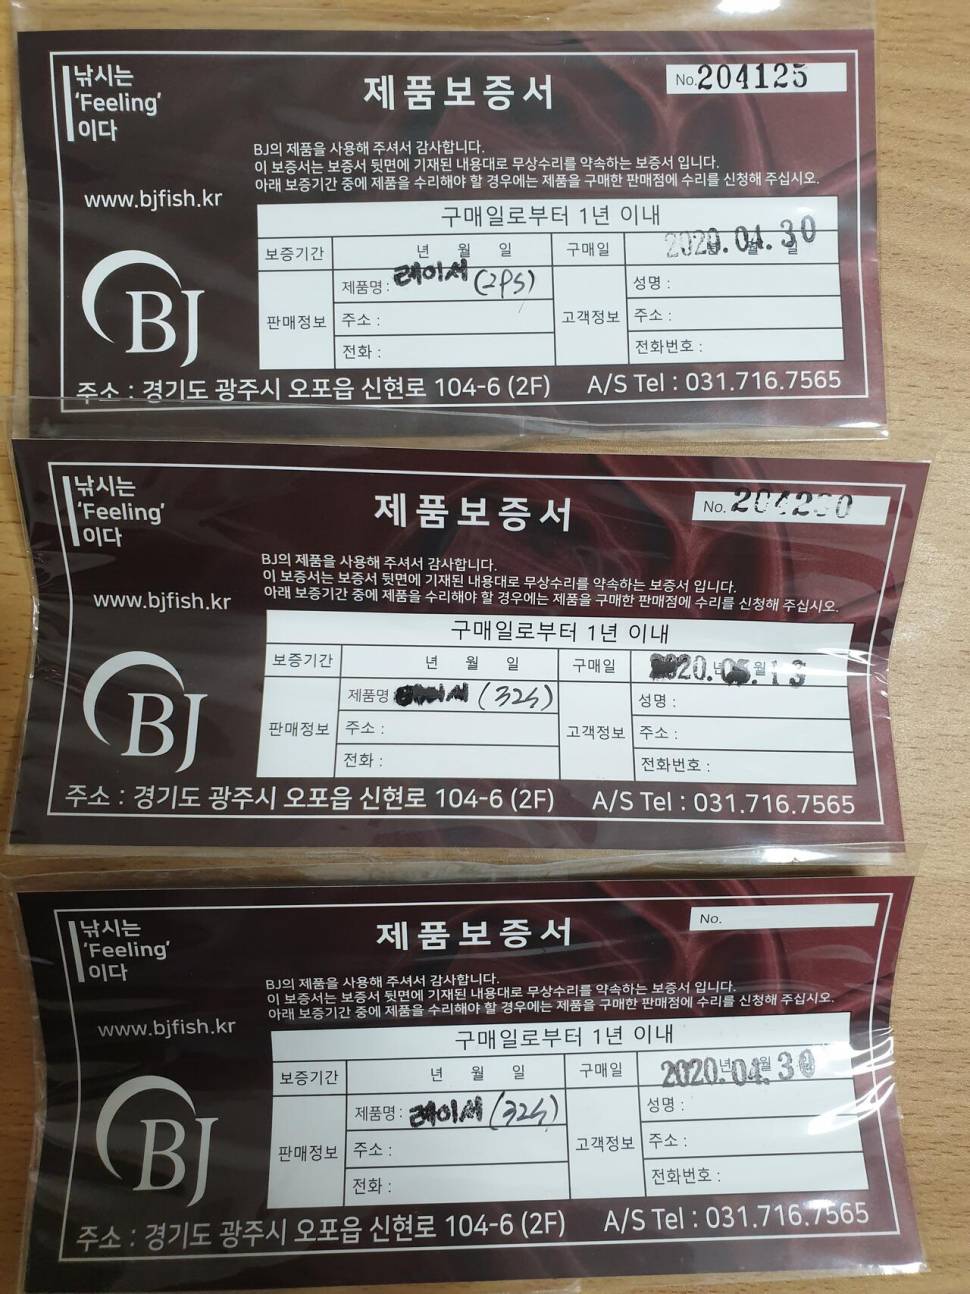 낚시는
'Feeling'
이다
제품보증서
No. 204125
BJ의 제품을 사용해 주셔서 감사합니다.
이 보증서는 보증서 뒷면에 기재된 내용대로 무상수리를 약속하는 보증서 입니다.
아래 보증기간 중에 제품을 수리해야 할 경우에는 제품을 구매한 판매점에 수리를 신청해 주십시오.
www.bjfish.kr
BJ
구매일로부터 1년 이내
보증기간 년 월 일 구매일 2020.04.30
판매정보 제품명 : 레이서 (2PS) 고객정보 성명 :
주소 : 주소 :
전화 : 전화번호 :
주소 : 경기도 광주시 오포읍 신현로 104-6 (2F) A/S Tel : 031.716.7565
낚시는
'Feeling'
이다
제품보증서
No.
BJ의 제품을 사용해 주셔서 감사합니다.
이 보증서는 보증서 뒷면에 기재된 내용대로 무상수리를 약속하는 보증서 입니다.
아래 보증기간 중에 제품을 수리해야 할 경우에는 제품을 구매한 판매점에 수리를 신청해 주십시오.
www.bjfish.kr
BJ
구매일로부터 1년 이내
보증기간 년 월 일 구매일 2020.05.13
판매정보 제품명 레이서 (324) 고객정보 성명 :
주소 : 주소 :
전화 : 전화번호 :
주소 : 경기도 광주시 오포읍 신현로 104-6 (2F) A/S Tel : 031.716.7565
낚시는
'Feeling'
이다
제품보증서
No.
BJ의 제품을 사용해 주셔서 감사합니다.
이 보증서는 보증서 뒷면에 기재된 내용대로 무상수리를 약속하는 보증서 입니다.
아래 보증기간 중에 제품을 수리해야 할 경우에는 제품을 구매한 판매점에 수리를 신청해 주십시오.
www.bjfish.kr
BJ
구매일로부터 1년 이내
보증기간 년 월 일 구매일 2020.04.30
판매정보 제품명 : 레이서 (324) 고객정보 성명 :
주소 : 주소 :
전화 : 전화번호 :
주소 : 경기도 광주시 오포읍 신현로 104-6 (2F) A/S Tel : 031.716.7565